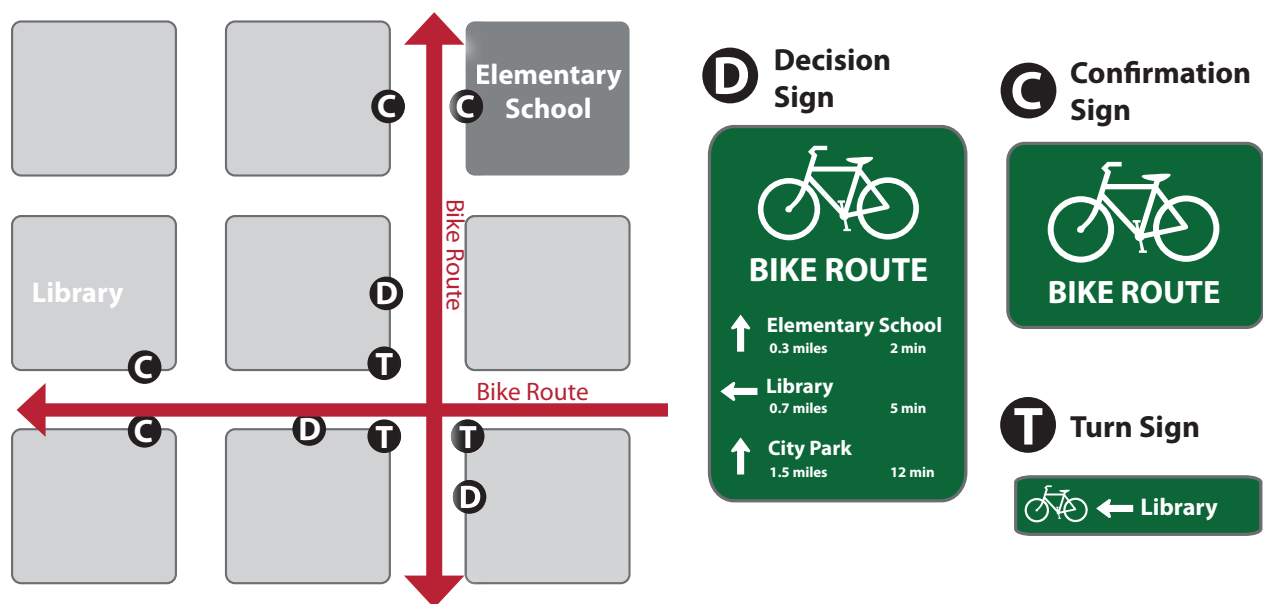 Elementary
School
C
C
Bike Route
Library
D
T
C
Bike Route
C
D
T
T
D
D
Decision
Sign
BIKE ROUTE
Elementary School
0.3 miles 2 min
Library
0.7 miles 5 min
City Park
1.5 miles 12 min
C
Confirmation
Sign
BIKE ROUTE
T
Turn Sign
Library